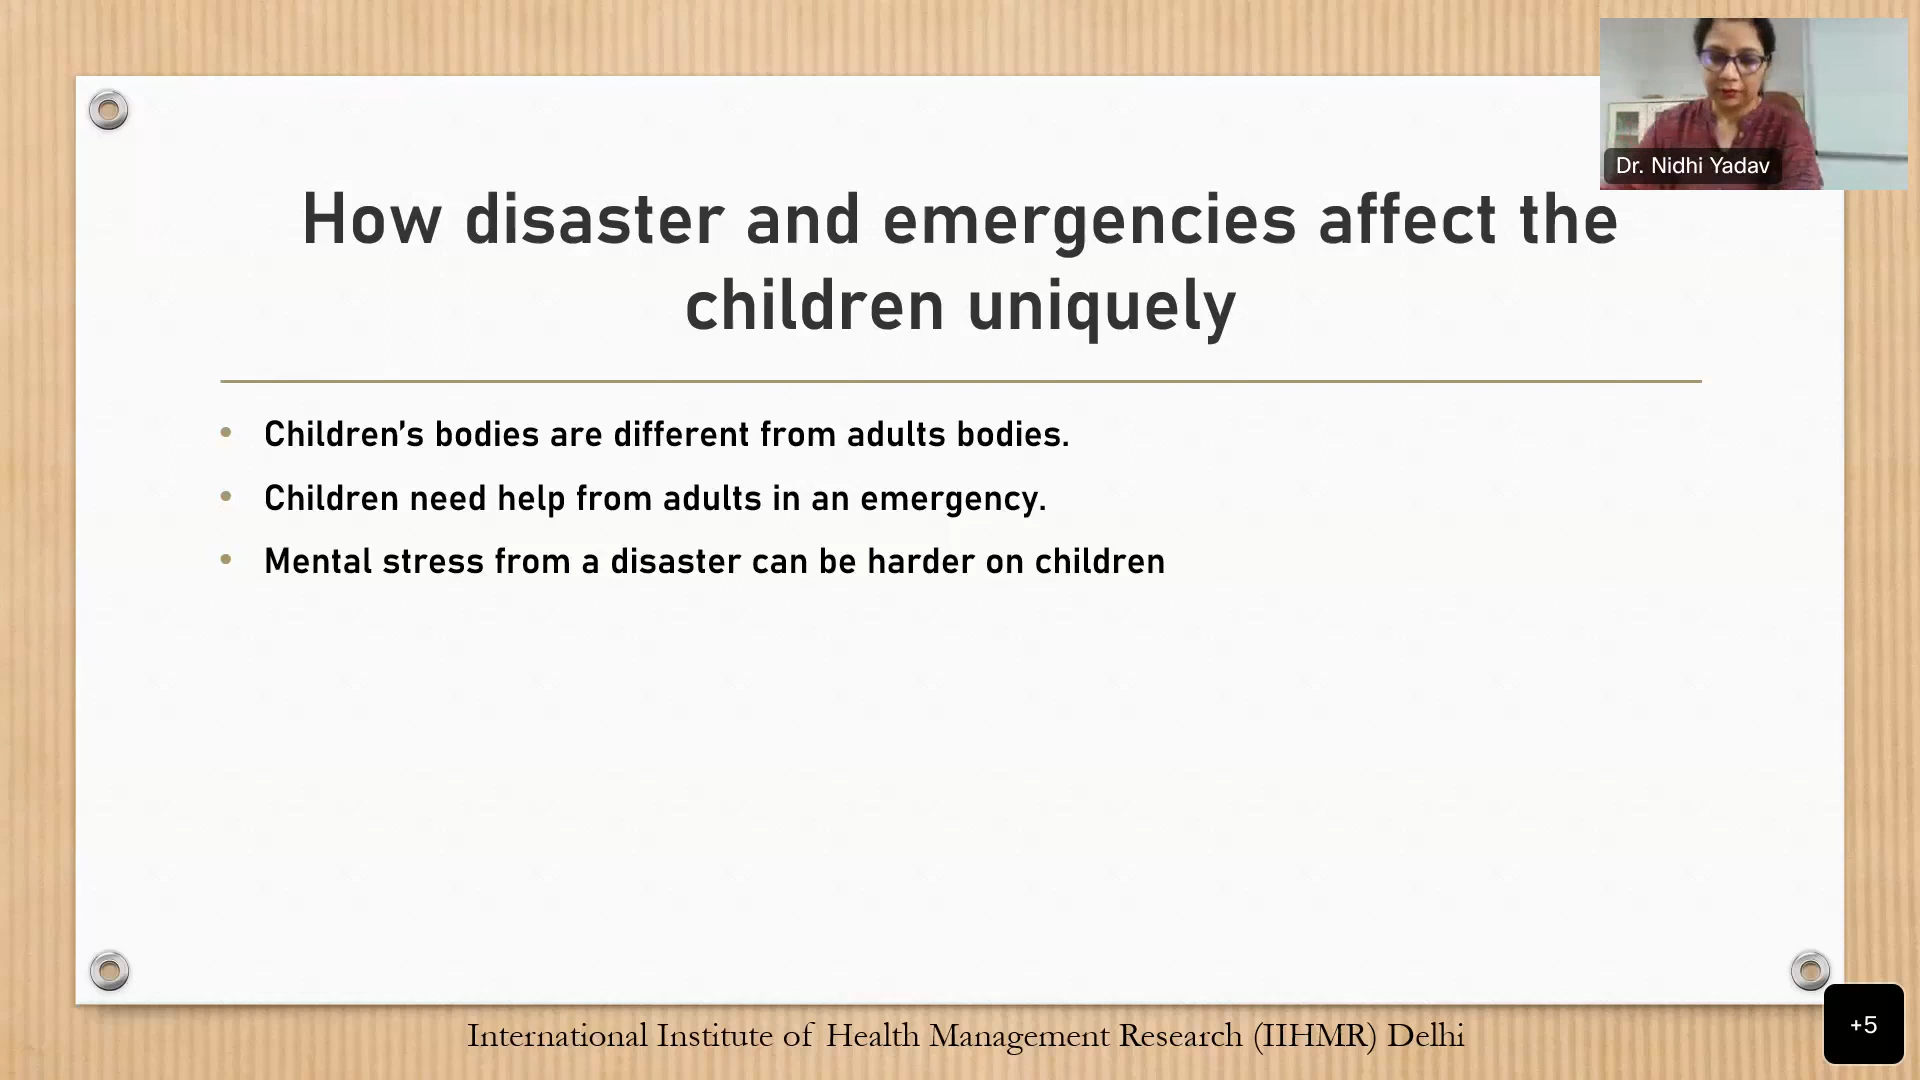 Dr. Nidhi Yadav
How disaster and emergencies affect the
children uniquely
• Children's bodies are different from adults bodies.
• Children need help from adults in an emergency.
• Mental stress from a disaster can be harder on children
International Institute of Health Management Research (IIHMR) Delhi
+5